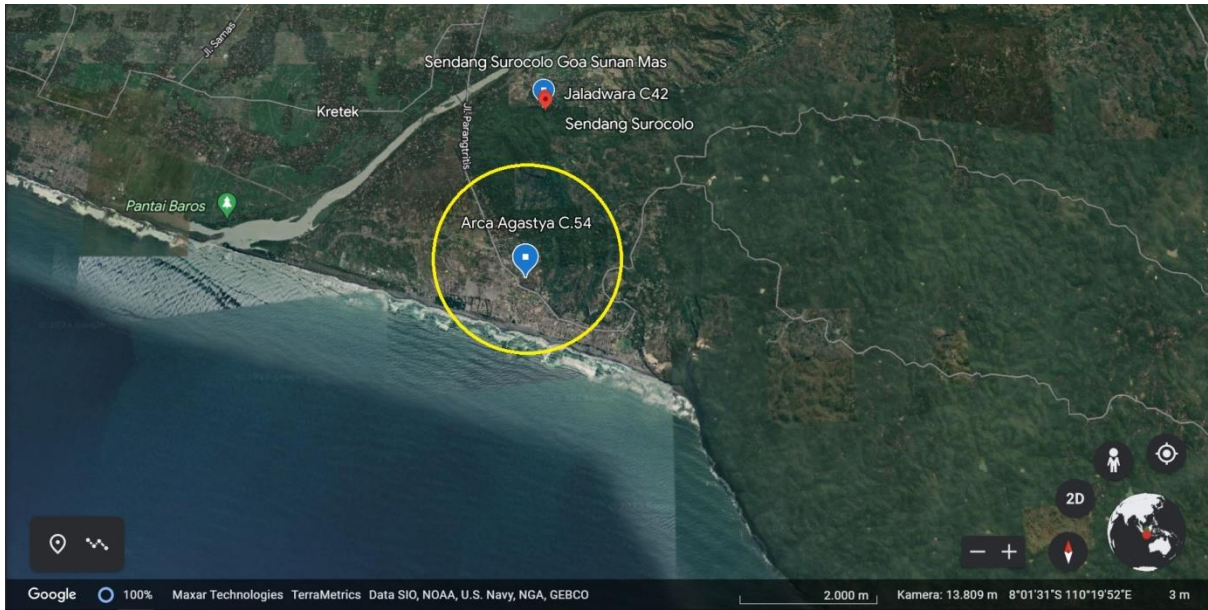 Jl. Samas
Sendang Surocolo Goa Sunan Mas
Jaladwara C42
Kretek
Sendang Surocolo
Jl. Parangtritis
Pantai Baros
Arca Agastya C.54
2D
Google 100% Maxar Technologies TerraMetrics Data SIO, NOAA, U.S. Navy, NGA, GEBCO 2.000 m Kamera: 13.809 m 8°01'31"S 110°19'52"E 3 m